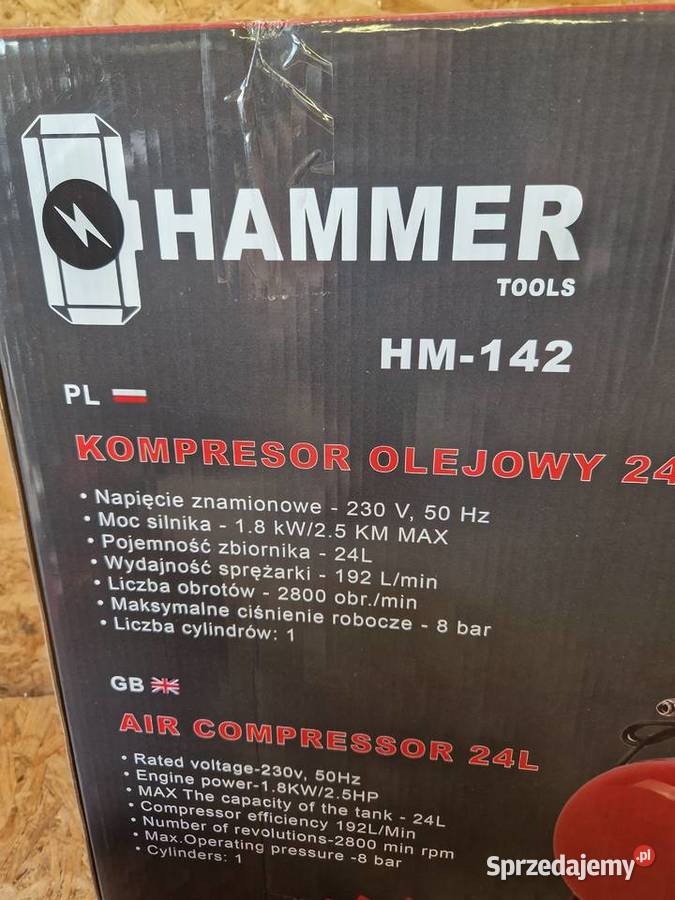 HAMMER
TOOLS
HM-142
PL
KOMPRESOR OLEJOWY 24
• Napięcie znamionowe - 230 V, 50 Hz
• Moc silnika - 1.8 kW/2.5 KM MAX
• Pojemność zbiornika - 24L
• Wydajność sprężarki - 192 L/min
• Liczba obrotów - 2800 obr./min
• Maksymalne ciśnienie robocze - 8 bar
• Liczba cylindrów: 1
GB
AIR COMPRESSOR 24L
• Rated voltage-230v, 50Hz
• Engine power-1.8KW/2.5HP
• MAX The capacity of the tank - 24L
• Compressor efficiency 192L/Min
• Number of revolutions-2800 min rpm
• Max.Operating pressure -8 bar
• Cylinders: 1
Sprzedajemy.pl